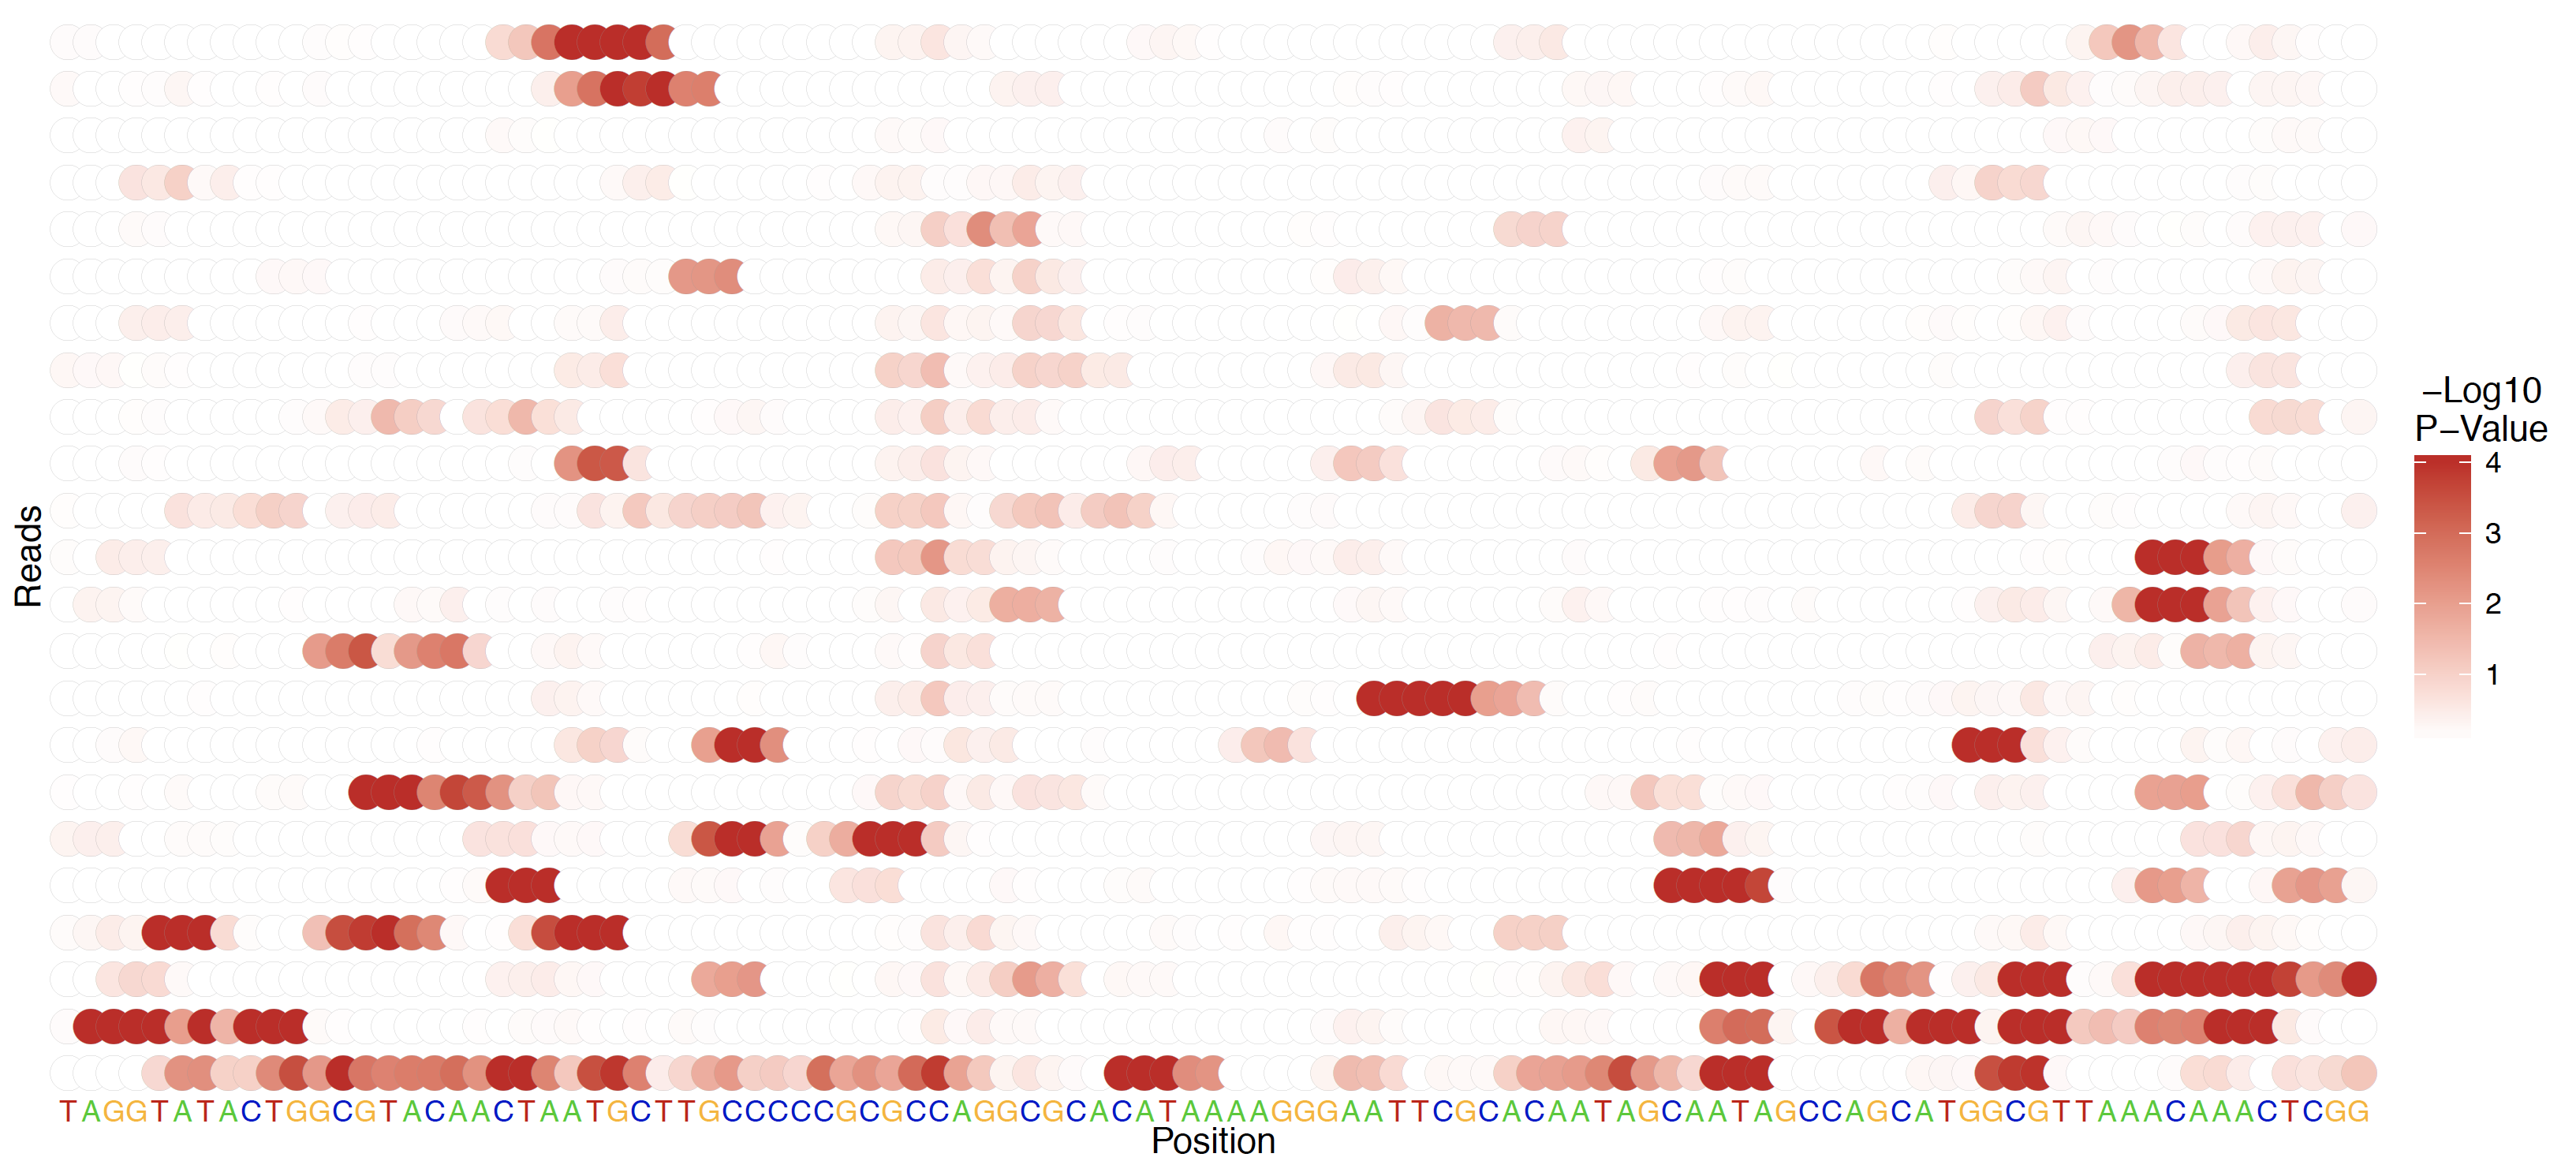 Reads
−Log10
P−Value
4
3
2
1
TAGGTATACTGGCGTACAACTAATGCTTGCCCCCGCGCCAGGCGCACATAAAAGGGAATTCGCACAATAGCAATAGCCAGCATGGCGTTAAACAAACTCGG
Position